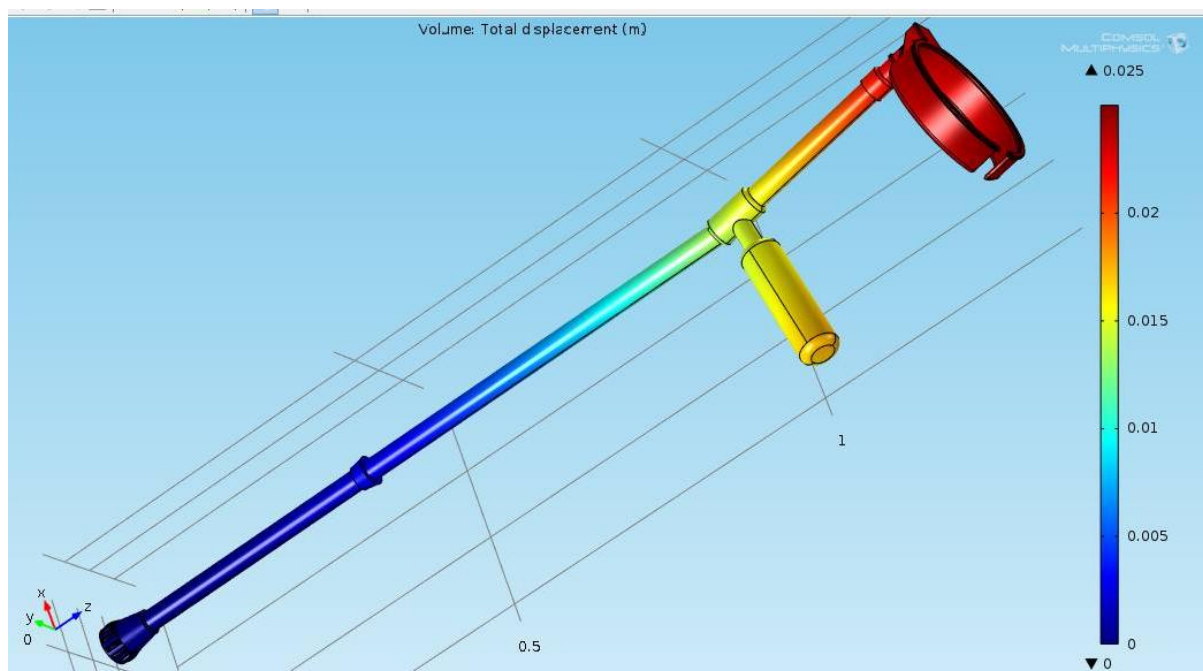 Volume: Total displacement (m)
COMSOL
MULTIPHYSICS
▲ 0.025
0.02
0.015
0.01
0.005
0
▼ 0
1
0.5
0
x
y
z